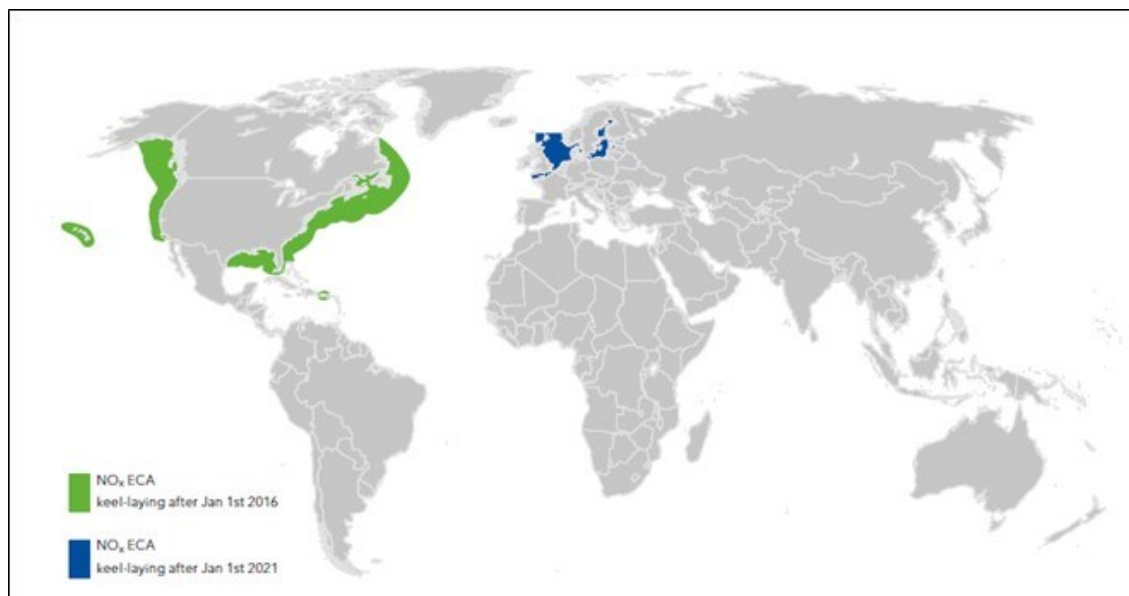 NOₓ ECA
keel-laying after Jan 1st 2016
NOₓ ECA
keel-laying after Jan 1st 2021